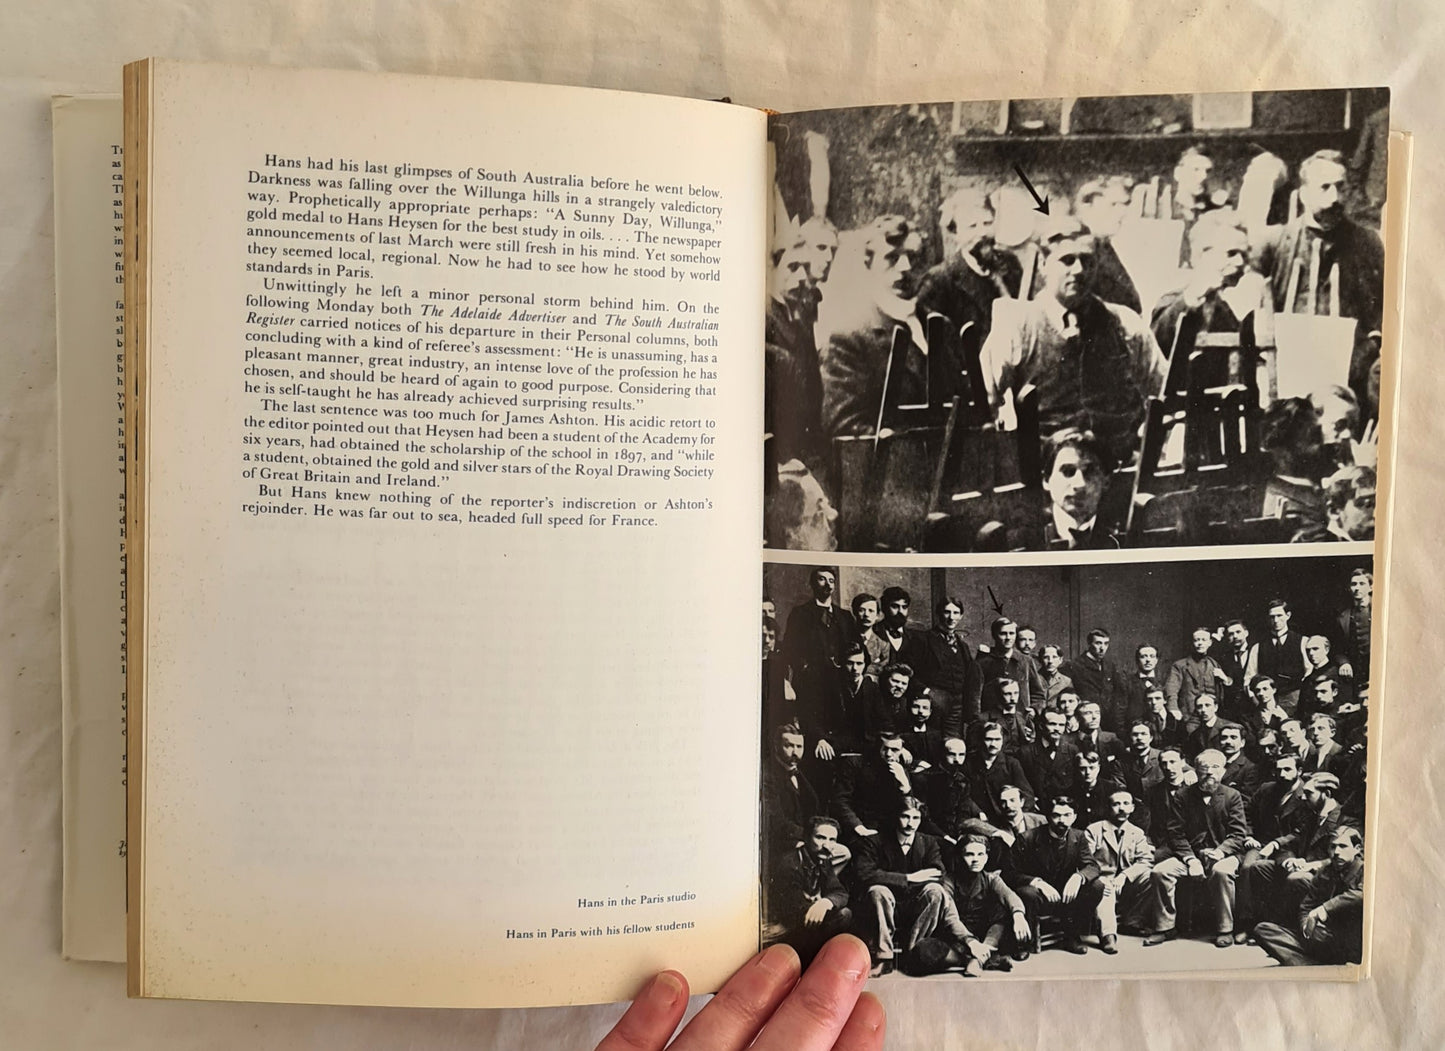 Hans had his last glimpses of South Australia before he went below.
Darkness was falling over the Willunga hills in a strangely valedictory
way. Prophetically appropriate perhaps: “A Sunny Day, Willunga,”
gold medal to Hans Heysen for the best study in oils. . . . The newspaper
announcements of last March were still fresh in his mind. Yet somehow
they seemed local, regional. Now he had to see how he stood by world
standards in Paris.
Unwittingly he left a minor personal storm behind him. On the
following Monday both The Adelaide Advertiser and The South Australian
Register carried notices of his departure in their Personal columns, both
concluding with a kind of referee’s assessment: “He is unassuming, has a
pleasant manner, great industry, an intense love of the profession he has
chosen, and should be heard of again to good purpose. Considering that
he is self-taught he has already achieved surprising results.”
The last sentence was too much for James Ashton. His acidic retort to
the editor pointed out that Heysen had been a student of the Academy for
six years, had obtained the scholarship of the school in 1897, and “while
a student, obtained the gold and silver stars of the Royal Drawing Society
of Great Britain and Ireland.”
But Hans knew nothing of the reporter’s indiscretion or Ashton’s
rejoinder. He was far out to sea, headed full speed for France.
Hans in the Paris studio
Hans in Paris with his fellow students